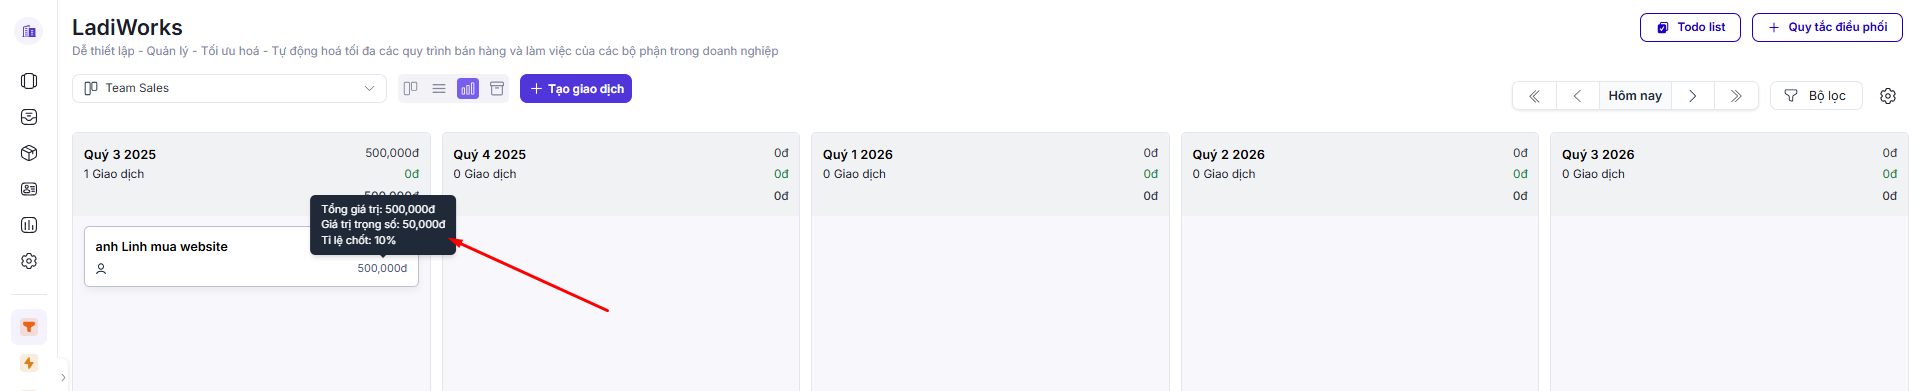 LadiWorks
Dễ thiết lập - Quản lý - Tối ưu hoá - Tự động hoá tối đa các quy trình bán hàng và làm việc của các bộ phận trong doanh nghiệp
Todo list
Quy tắc điều phối
Team Sales
Tạo giao dịch
Hôm nay
Bộ lọc
Quý 3 2025
500,000đ
1 Giao dịch
0đ
500,000đ
Tổng giá trị: 500,000đ
Giá trị trọng số: 50,000đ
Tỉ lệ chốt: 10%
anh Linh mua website
500,000đ
Quý 4 2025
0đ
0 Giao dịch
0đ
0đ
Quý 1 2026
0đ
0 Giao dịch
0đ
0đ
Quý 2 2026
0đ
0 Giao dịch
0đ
0đ
Quý 3 2026
0đ
0 Giao dịch
0đ
0đ